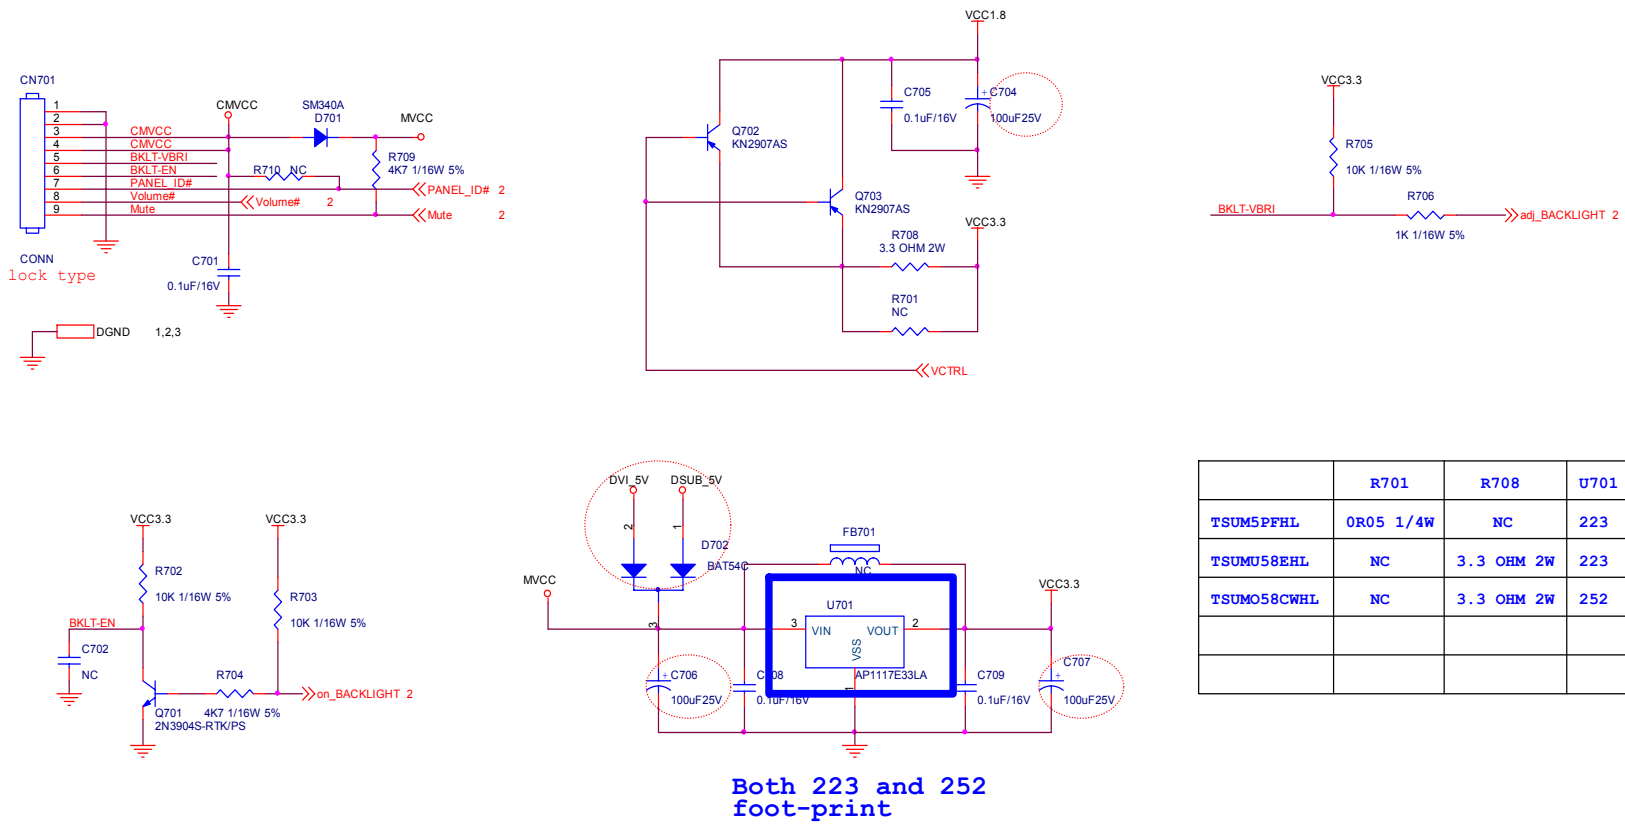 CN701
1
2
3
4
5
6
7
8
9
CMVCC
CMVCC
BKLT-VBRI
BKLT-EN
PANEL_ID#
Volume#
Mute
CONN
lock type
CMVCC
SM340A
D701
MVCC
R709
4K7 1/16W 5%
R710 NC
PANEL_ID# 2
Volume# 2
Mute 2
C701
0.1uF/16V
DGND 1,2,3
VCC1.8
C705
0.1uF/16V
+ C704
100uF25V
Q702
KN2907AS
Q703
KN2907AS
VCC3.3
R708
3.3 OHM 2W
R701
NC
VCTRL
VCC3.3
R705
10K 1/16W 5%
BKLT-VBRI
R706
1K 1/16W 5%
adj_BACKLIGHT 2
VCC3.3
VCC3.3
R702
10K 1/16W 5%
R703
10K 1/16W 5%
BKLT-EN
C702
NC
R704
4K7 1/16W 5%
on_BACKLIGHT 2
Q701
2N3904S-RTK/PS
DVI_5V
DSUB_5V
2
1
D702
BAT54C
3
MVCC
FB701
NC
VCC3.3
U701
3
VIN
VOUT
2
VSS
1
AP1117E33LA
+ C706
100uF25V
0.1uF/16V
C709
0.1uF/16V
C707
+
100uF25V
Both 223 and 252
foot-print
R701 R708 U701
TSUM5PFHL 0R05 1/4W NC 223
TSUMU58EHL NC 3.3 OHM 2W 223
TSUMO58CWHL NC 3.3 OHM 2W 252